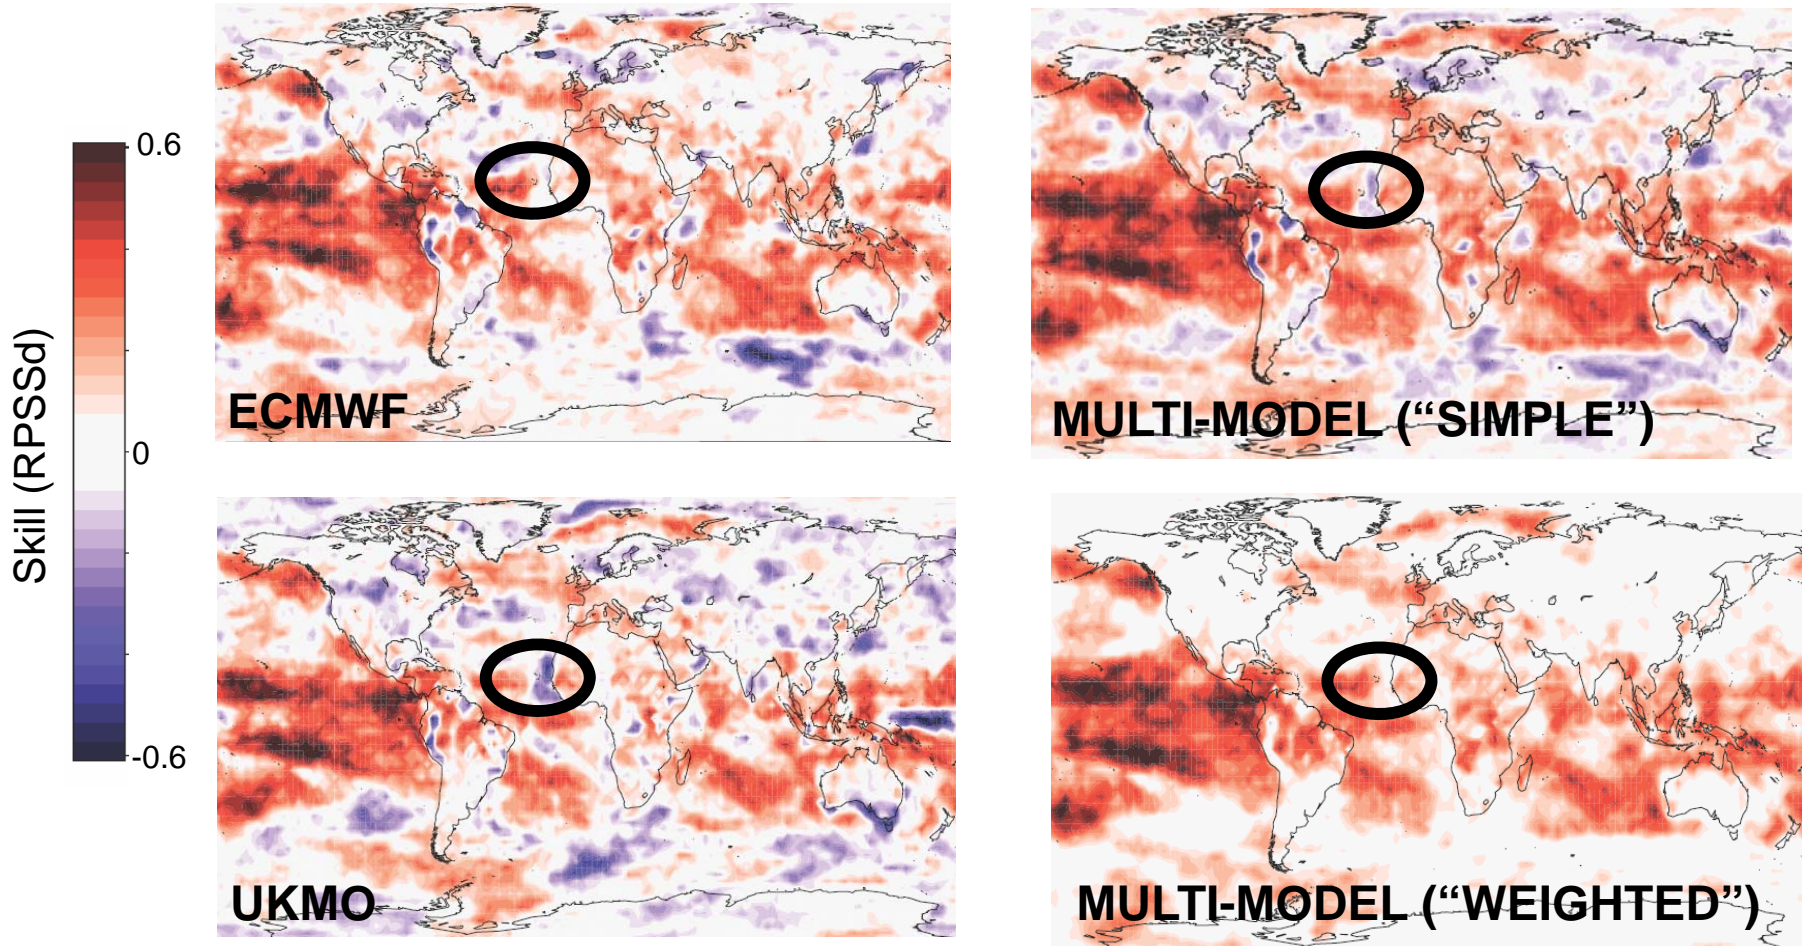 Skill (RPSSd)
0.6
0
-0.6
ECMWF
MULTI-MODEL (“SIMPLE”)
UKMO
MULTI-MODEL (“WEIGHTED”)